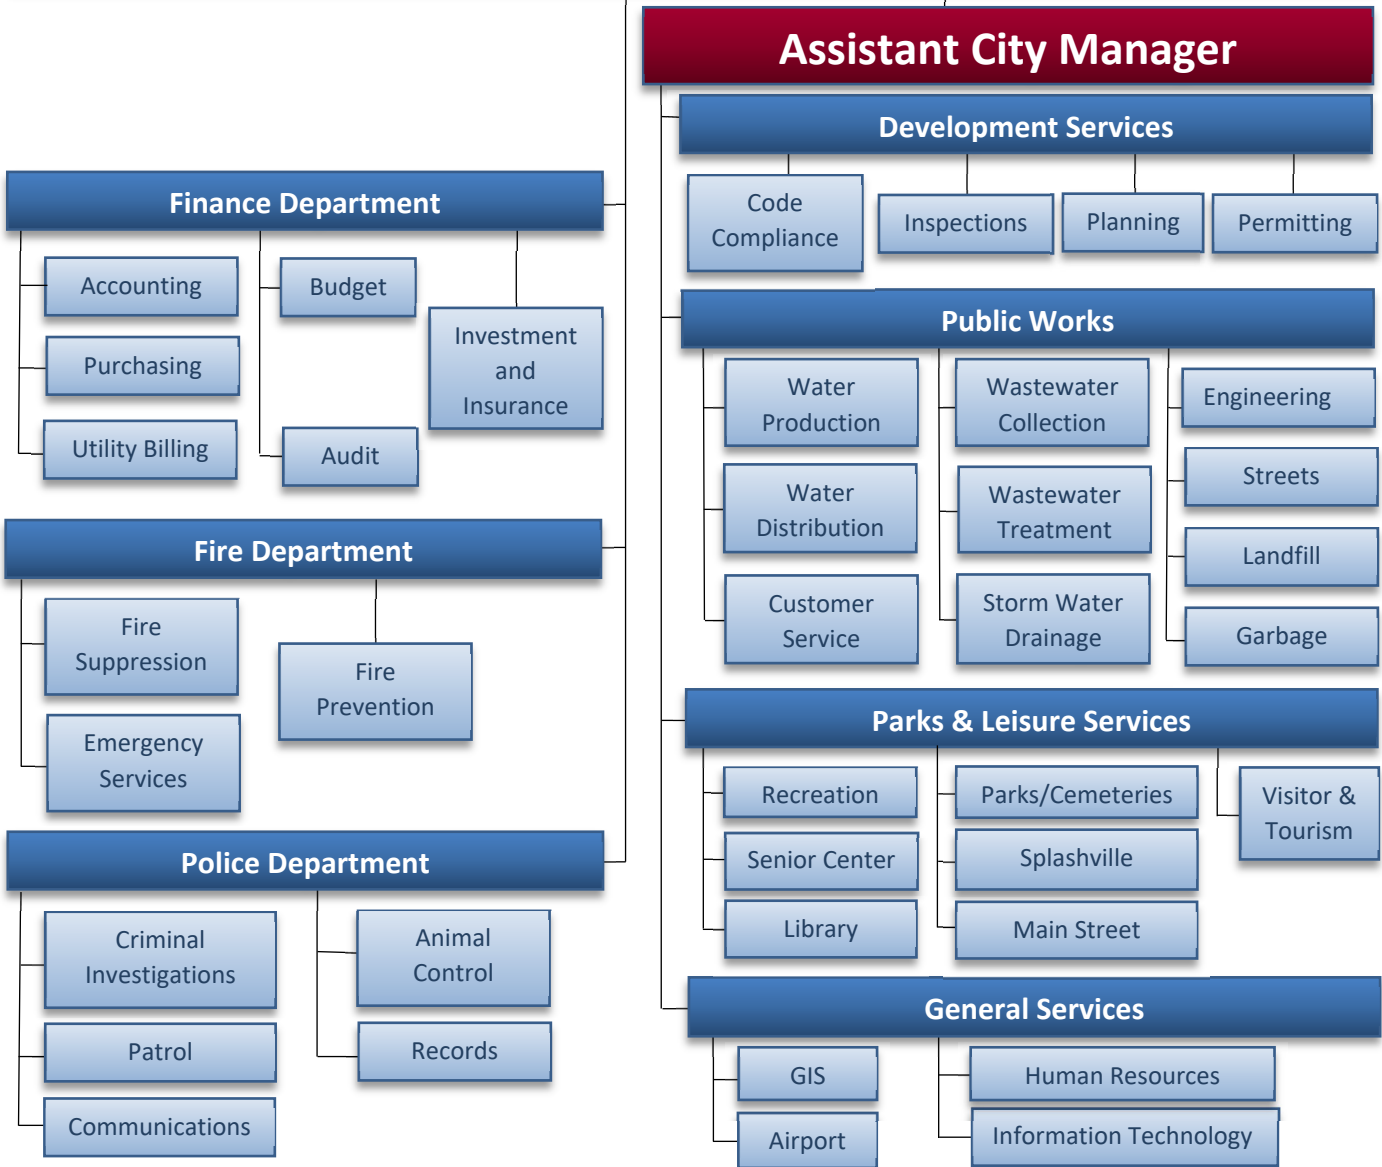 Assistant City Manager
Development Services
Code
Compliance
Inspections
Planning
Permitting
Finance Department
Accounting
Budget
Investment
and
Insurance
Purchasing
Utility Billing
Audit
Public Works
Water
Production
Wastewater
Collection
Engineering
Streets
Water
Distribution
Wastewater
Treatment
Landfill
Customer
Service
Storm Water
Drainage
Garbage
Fire Department
Fire
Suppression
Fire
Prevention
Emergency
Services
Parks & Leisure Services
Recreation
Parks/Cemeteries
Visitor &
Tourism
Senior Center
Splashville
Library
Main Street
Police Department
Criminal
Investigations
Animal
Control
Patrol
Records
Communications
General Services
GIS
Human Resources
Airport
Information Technology